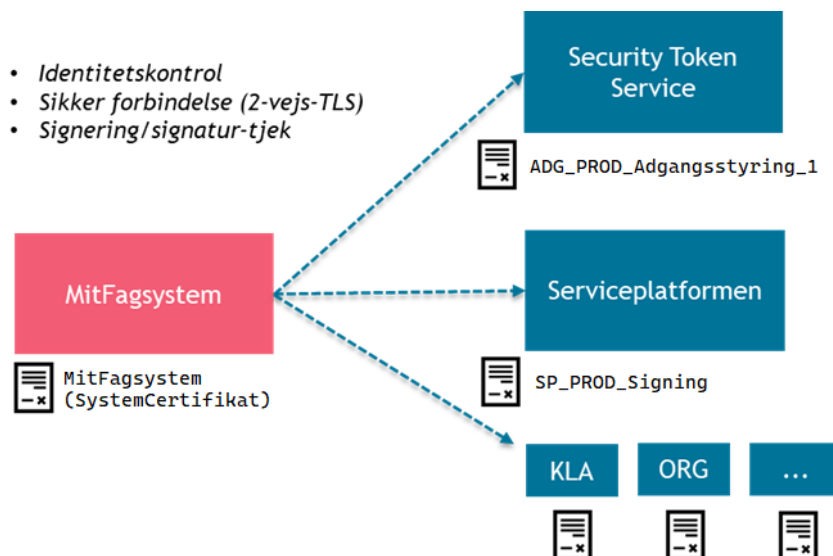 • Identitetskontrol
• Sikker forbindelse (2-vejs-TLS)
• Signering/signatur-tjek
Security Token
Service
ADG_PROD_Adgangsstyring_1
MitFagsystem
MitFagsystem
(SystemCertifikat)
Serviceplatformen
SP_PROD_Signing
KLA
ORG
...